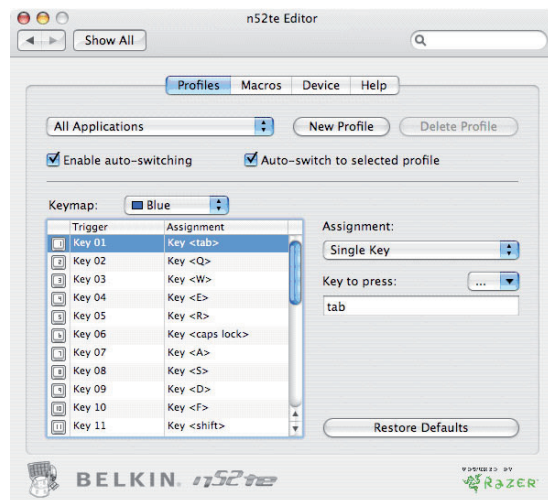 n52te Editor
Show All
Profiles Macros Device Help
All Applications
New Profile
Delete Profile
Enable auto-switching
Auto-switch to selected profile
Keymap: Blue
Trigger Assignment
Key 01 Key <tab>
Key 02 Key <Q>
Key 03 Key <W>
Key 04 Key <E>
Key 05 Key <R>
Key 06 Key <caps lock>
Key 07 Key <A>
Key 08 Key <S>
Key 09 Key <D>
Key 10 Key <F>
Key 11 Key <shift>
Assignment:
Single Key
Key to press: ...
tab
Restore Defaults
BELKIN. n52te
POWERED BY
RAZER